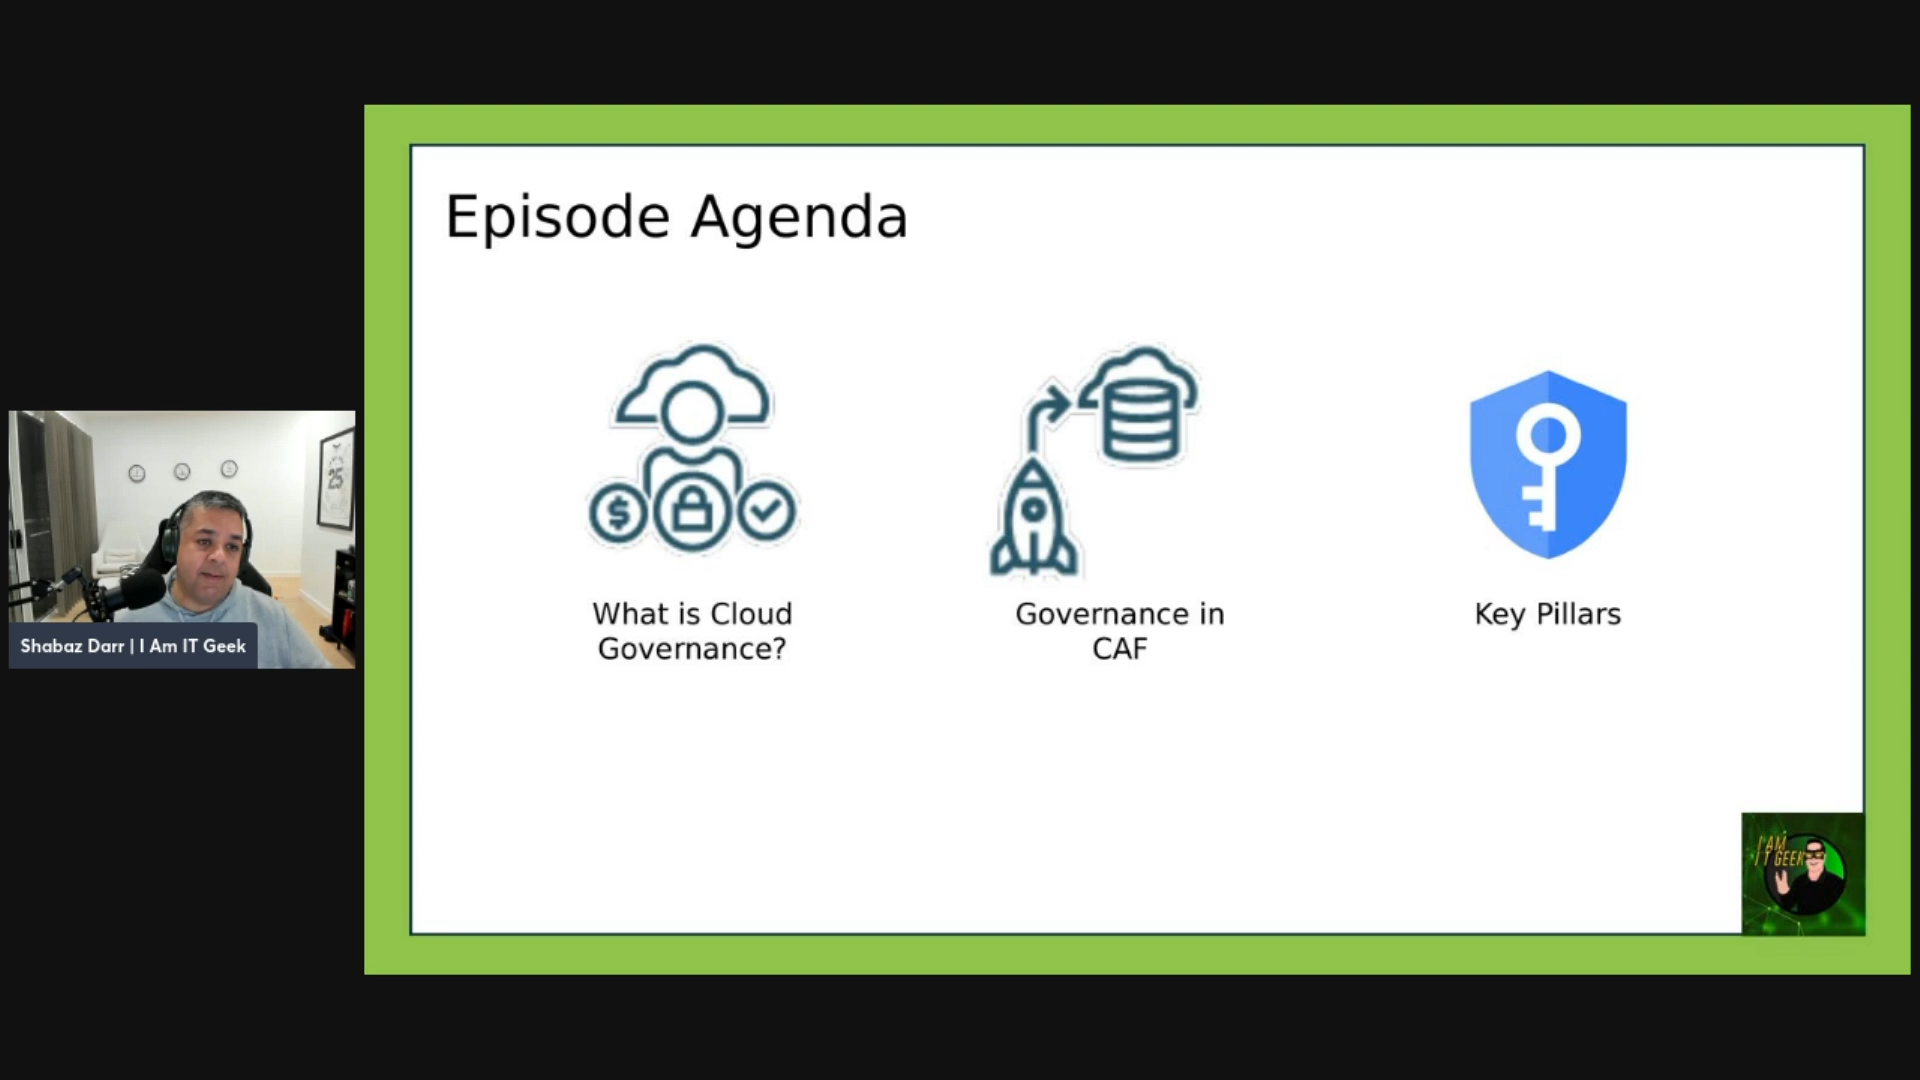 Episode Agenda
$
What is Cloud
Governance?
Governance in
CAF
Key Pillars
25
Shabaz Darr | I Am IT Geek
I AM
IT GEEK